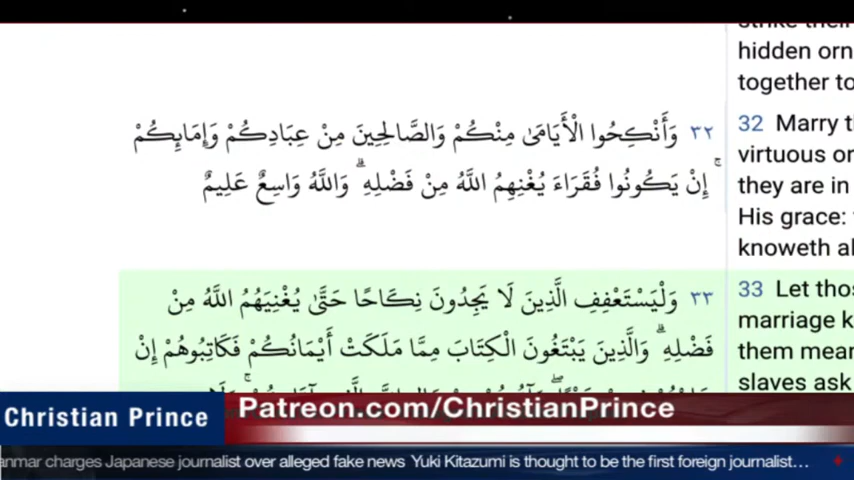 hidden orn
together to
٣٢ وَأَنْكِحُوا الْأَيَامَىٰ مِنْكُمْ وَالصَّالِحِينَ مِنْ عِبَادِكُمْ وَإِمَائِكُمْ ۚ
إِنْ يَكُونُوا فُقَرَاءَ يُغْنِهِمُ اللَّهُ مِنْ فَضْلِهِ ۗ وَاللَّهُ وَاسِعٌ عَلِيمٌ
32 Marry t
virtuous or
they are in
His grace:
knoweth al
٣٣ وَلْيَسْتَعْفِفِ الَّذِينَ لَا يَجِدُونَ نِكَاحًا حَتَّىٰ يُغْنِيَهُمُ اللَّهُ مِنْ
فَضْلِهِ ۗ وَالَّذِينَ يَبْتَغُونَ الْكِتَابَ مِمَّا مَلَكَتْ أَيْمَانُكُمْ فَكَاتِبُوهُمْ إِنْ
33 Let thos
marriage k
them mean
slaves ask
Christian Prince
Patreon.com/ChristianPrince
anmar charges Japanese journalist over alleged fake news Yuki Kitazumi is thought to be the first foreign journalist...